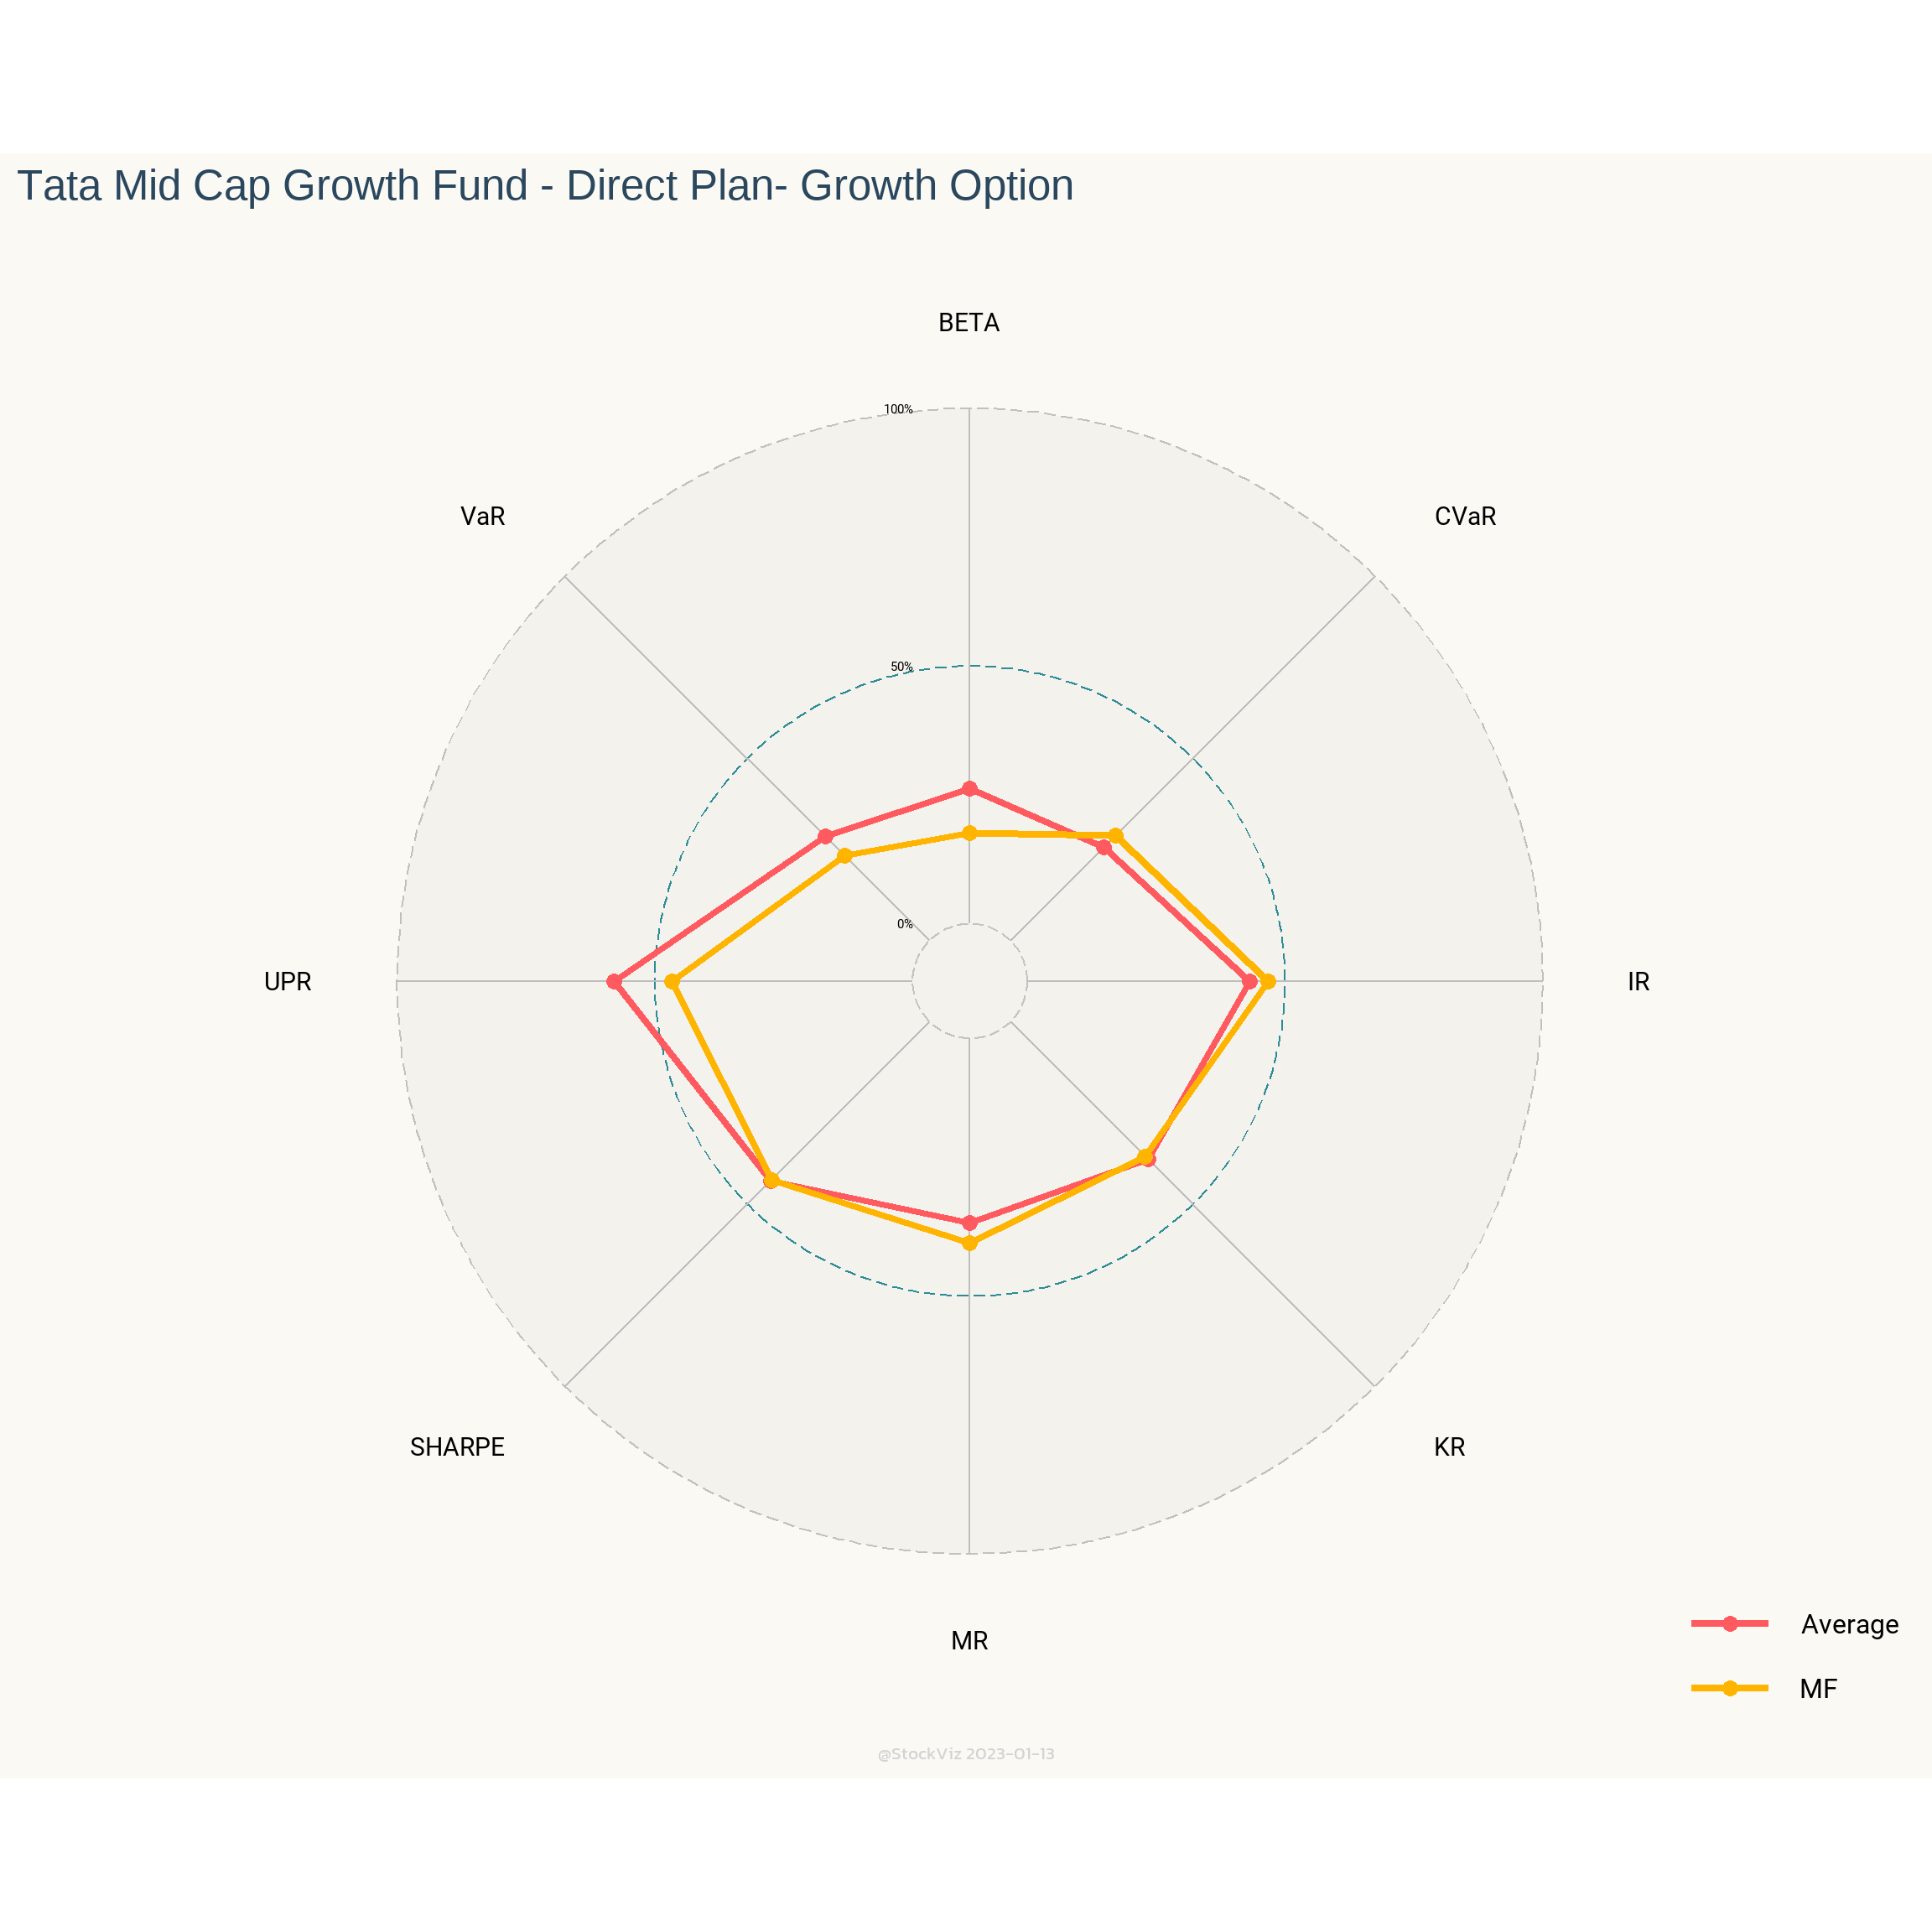 Tata Mid Cap Growth Fund - Direct Plan- Growth Option
BETA
100%
VaR
CVaR
50%
0%
UPR
IR
SHARPE
KR
MR
Average
MF
@StockViz 2023-01-13